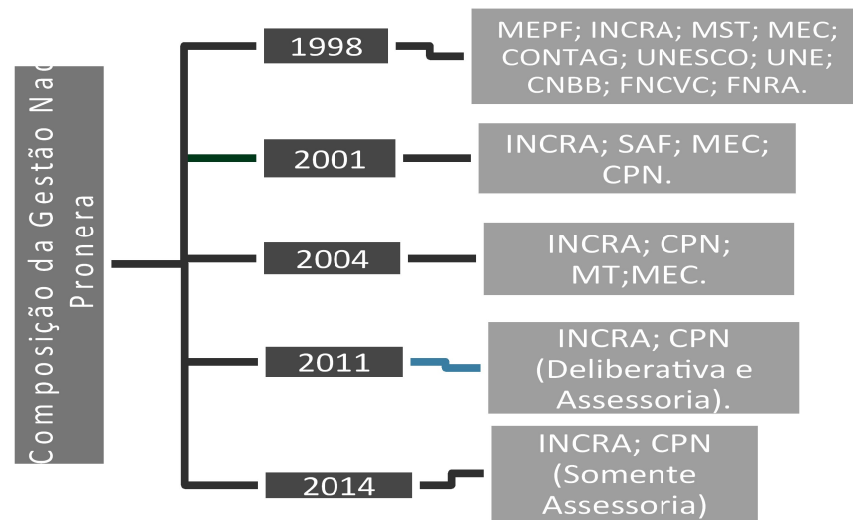 Composição da Gestão Nac
Pronera
1998
MEPF; INCRA; MST; MEC;
CONTAG; UNESCO; UNE;
CNBB; FNCVC; FNRA.
2001
INCRA; SAF; MEC;
CPN.
2004
INCRA; CPN;
MT;MEC.
2011
INCRA; CPN
(Deliberativa e
Assessoria).
2014
INCRA; CPN
(Somente
Assessoria)